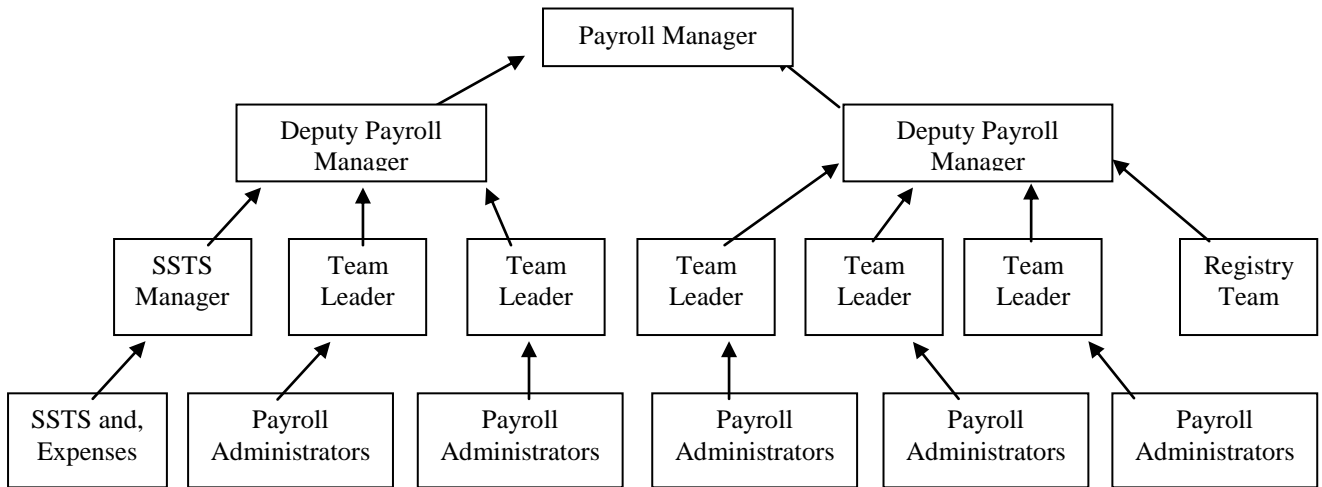 Payroll Manager
Deputy Payroll
Manager
Deputy Payroll
Manager
SSTS
Manager
Team
Leader
Team
Leader
Team
Leader
Team
Leader
Team
Leader
Registry
Team
SSTS and,
Expenses
Payroll
Administrators
Payroll
Administrators
Payroll
Administrators
Payroll
Administrators
Payroll
Administrators